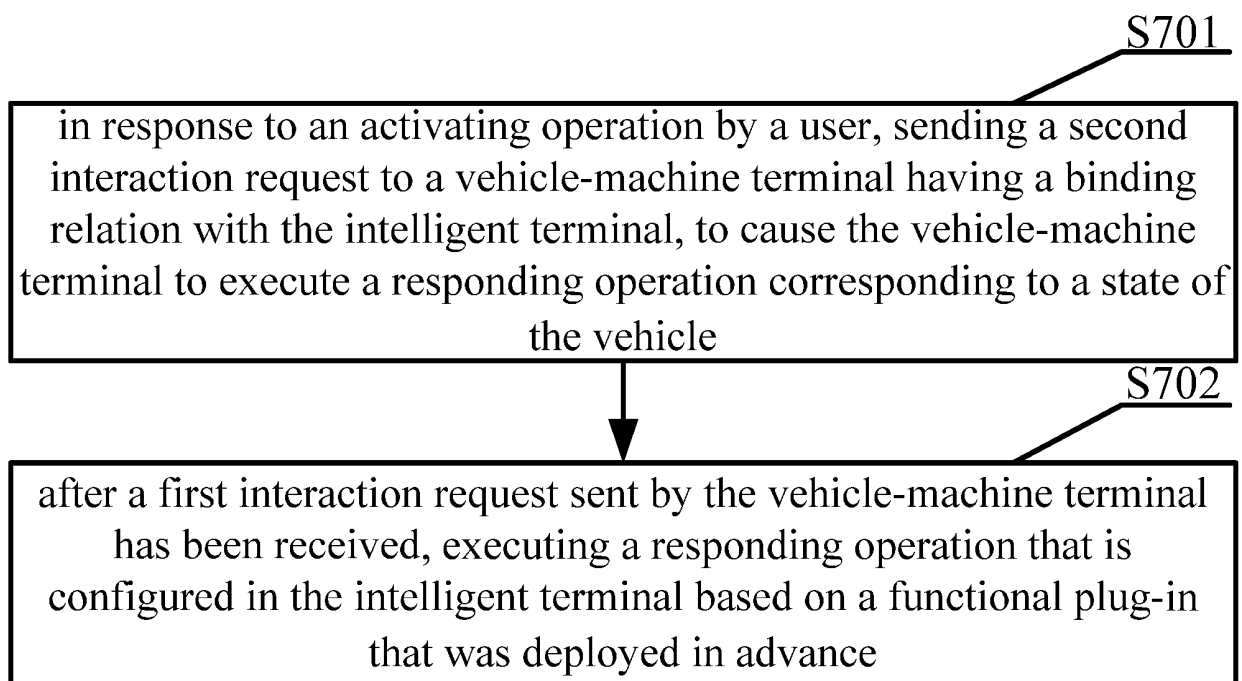 S701
in response to an activating operation by a user, sending a second
interaction request to a vehicle-machine terminal having a binding
relation with the intelligent terminal, to cause the vehicle-machine
terminal to execute a responding operation corresponding to a state of
the vehicle
S702
after a first interaction request sent by the vehicle-machine terminal
has been received, executing a responding operation that is
configured in the intelligent terminal based on a functional plug-in
that was deployed in advance